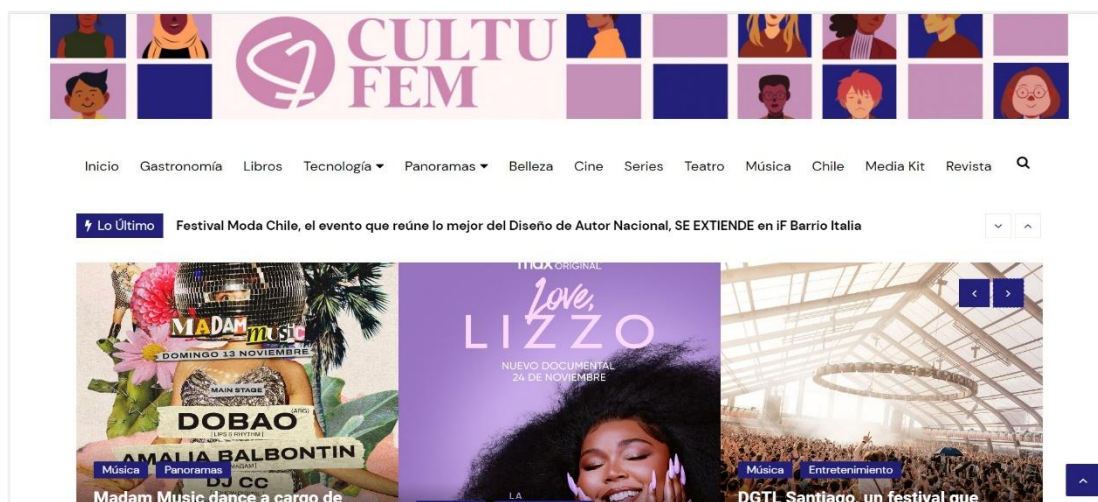 CULTU
FEM
Inicio Gastronomía Libros Tecnología Panoramas Belleza Cine Series Teatro Música Chile Media Kit Revista
Lo Último Festival Moda Chile, el evento que reúne lo mejor del Diseño de Autor Nacional, SE EXTIENDE en iF Barrio Italia
MADAM music
DOMINGO 13 NOVIEMBRE
MAIN STAGE
DOBAO (ARG)
[LIPS & RHYTHM]
AMALIA BALBONTIN
DJ CC
Música Panoramas
Madam Music dance a cargo de
max ORIGINAL
Love,
LIZZO
NUEVO DOCUMENTAL
24 DE NOVIEMBRE
LA
Música Entretenimiento
DGTL Santiago, un festival que